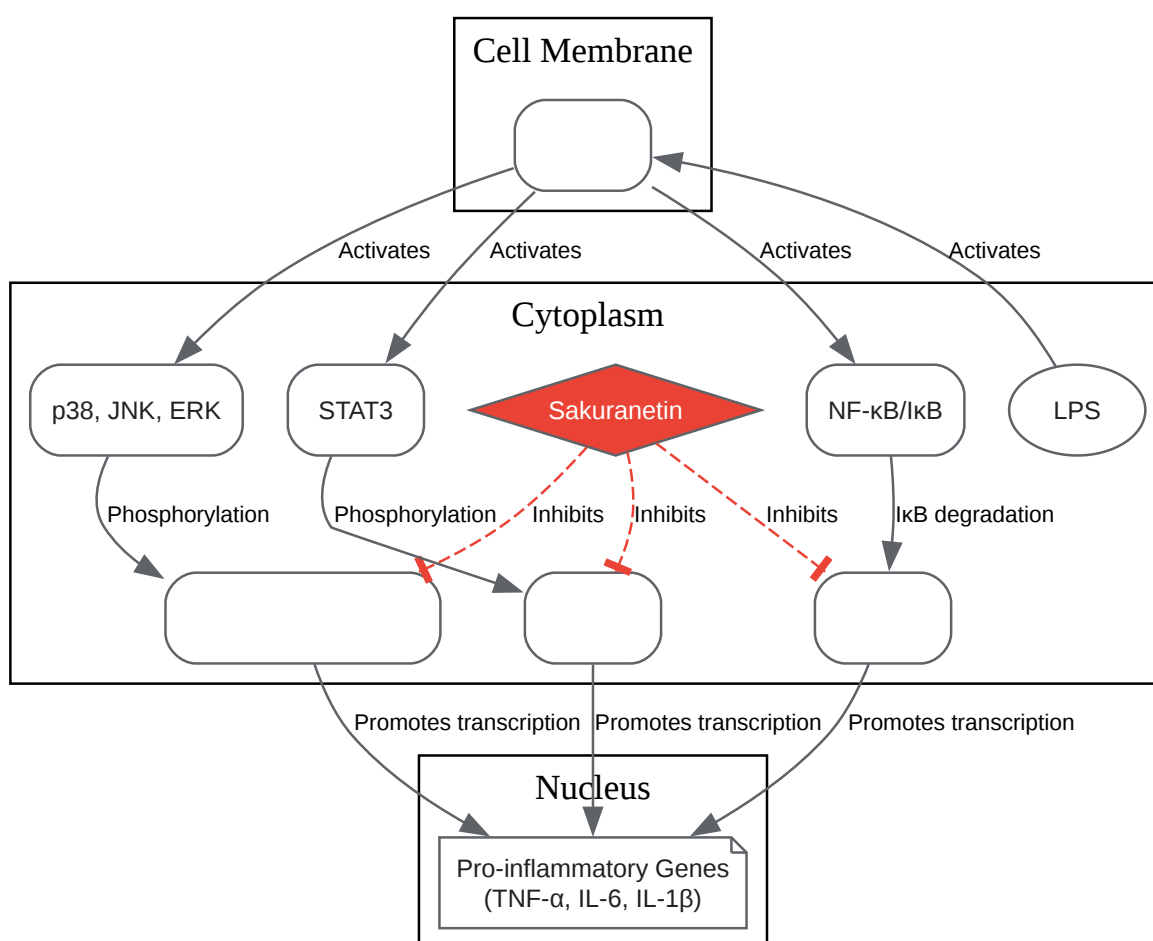 Cell Membrane
Activates
Activates
Activates
Activates
Cytoplasm
p38, JNK, ERK
STAT3
Sakuranetin
NF-κB/IκB
LPS
Phosphorylation
Phosphorylation
Inhibits
Inhibits
Inhibits
IκB degradation
Promotes transcription
Promotes transcription
Promotes transcription
Nucleus
Pro-inflammatory Genes
(TNF-α, IL-6, IL-1β)